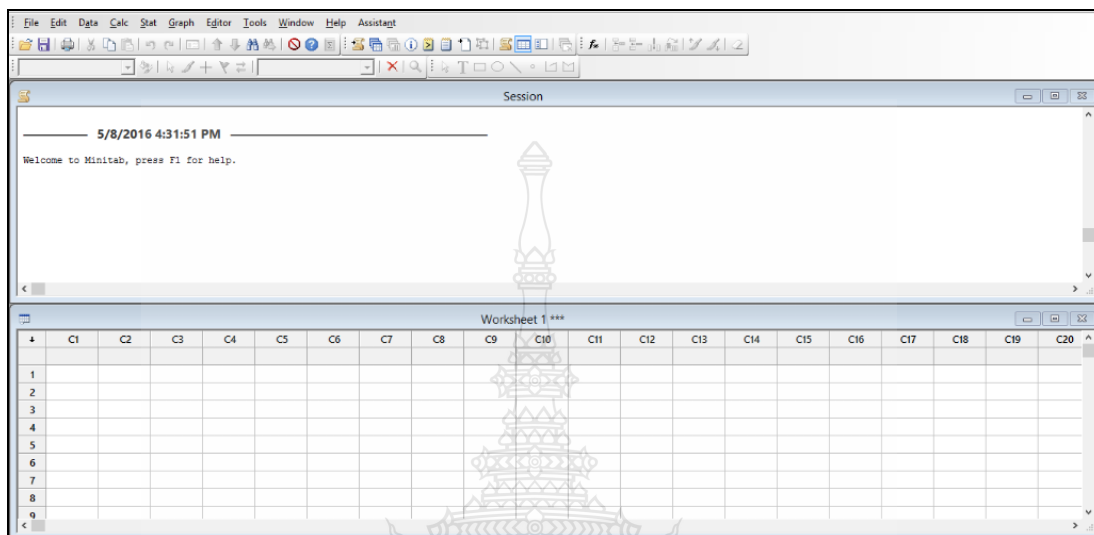 File Edit Data Calc Stat Graph Editor Tools Window Help Assistant
Session
5/8/2016 4:31:51 PM
Welcome to Minitab, press F1 for help.
Worksheet 1 ***
C1 C2 C3 C4 C5 C6 C7 C8 C9 C10 C11 C12 C13 C14 C15 C16 C17 C18 C19 C20
1
2
3
4
5
6
7
8
9